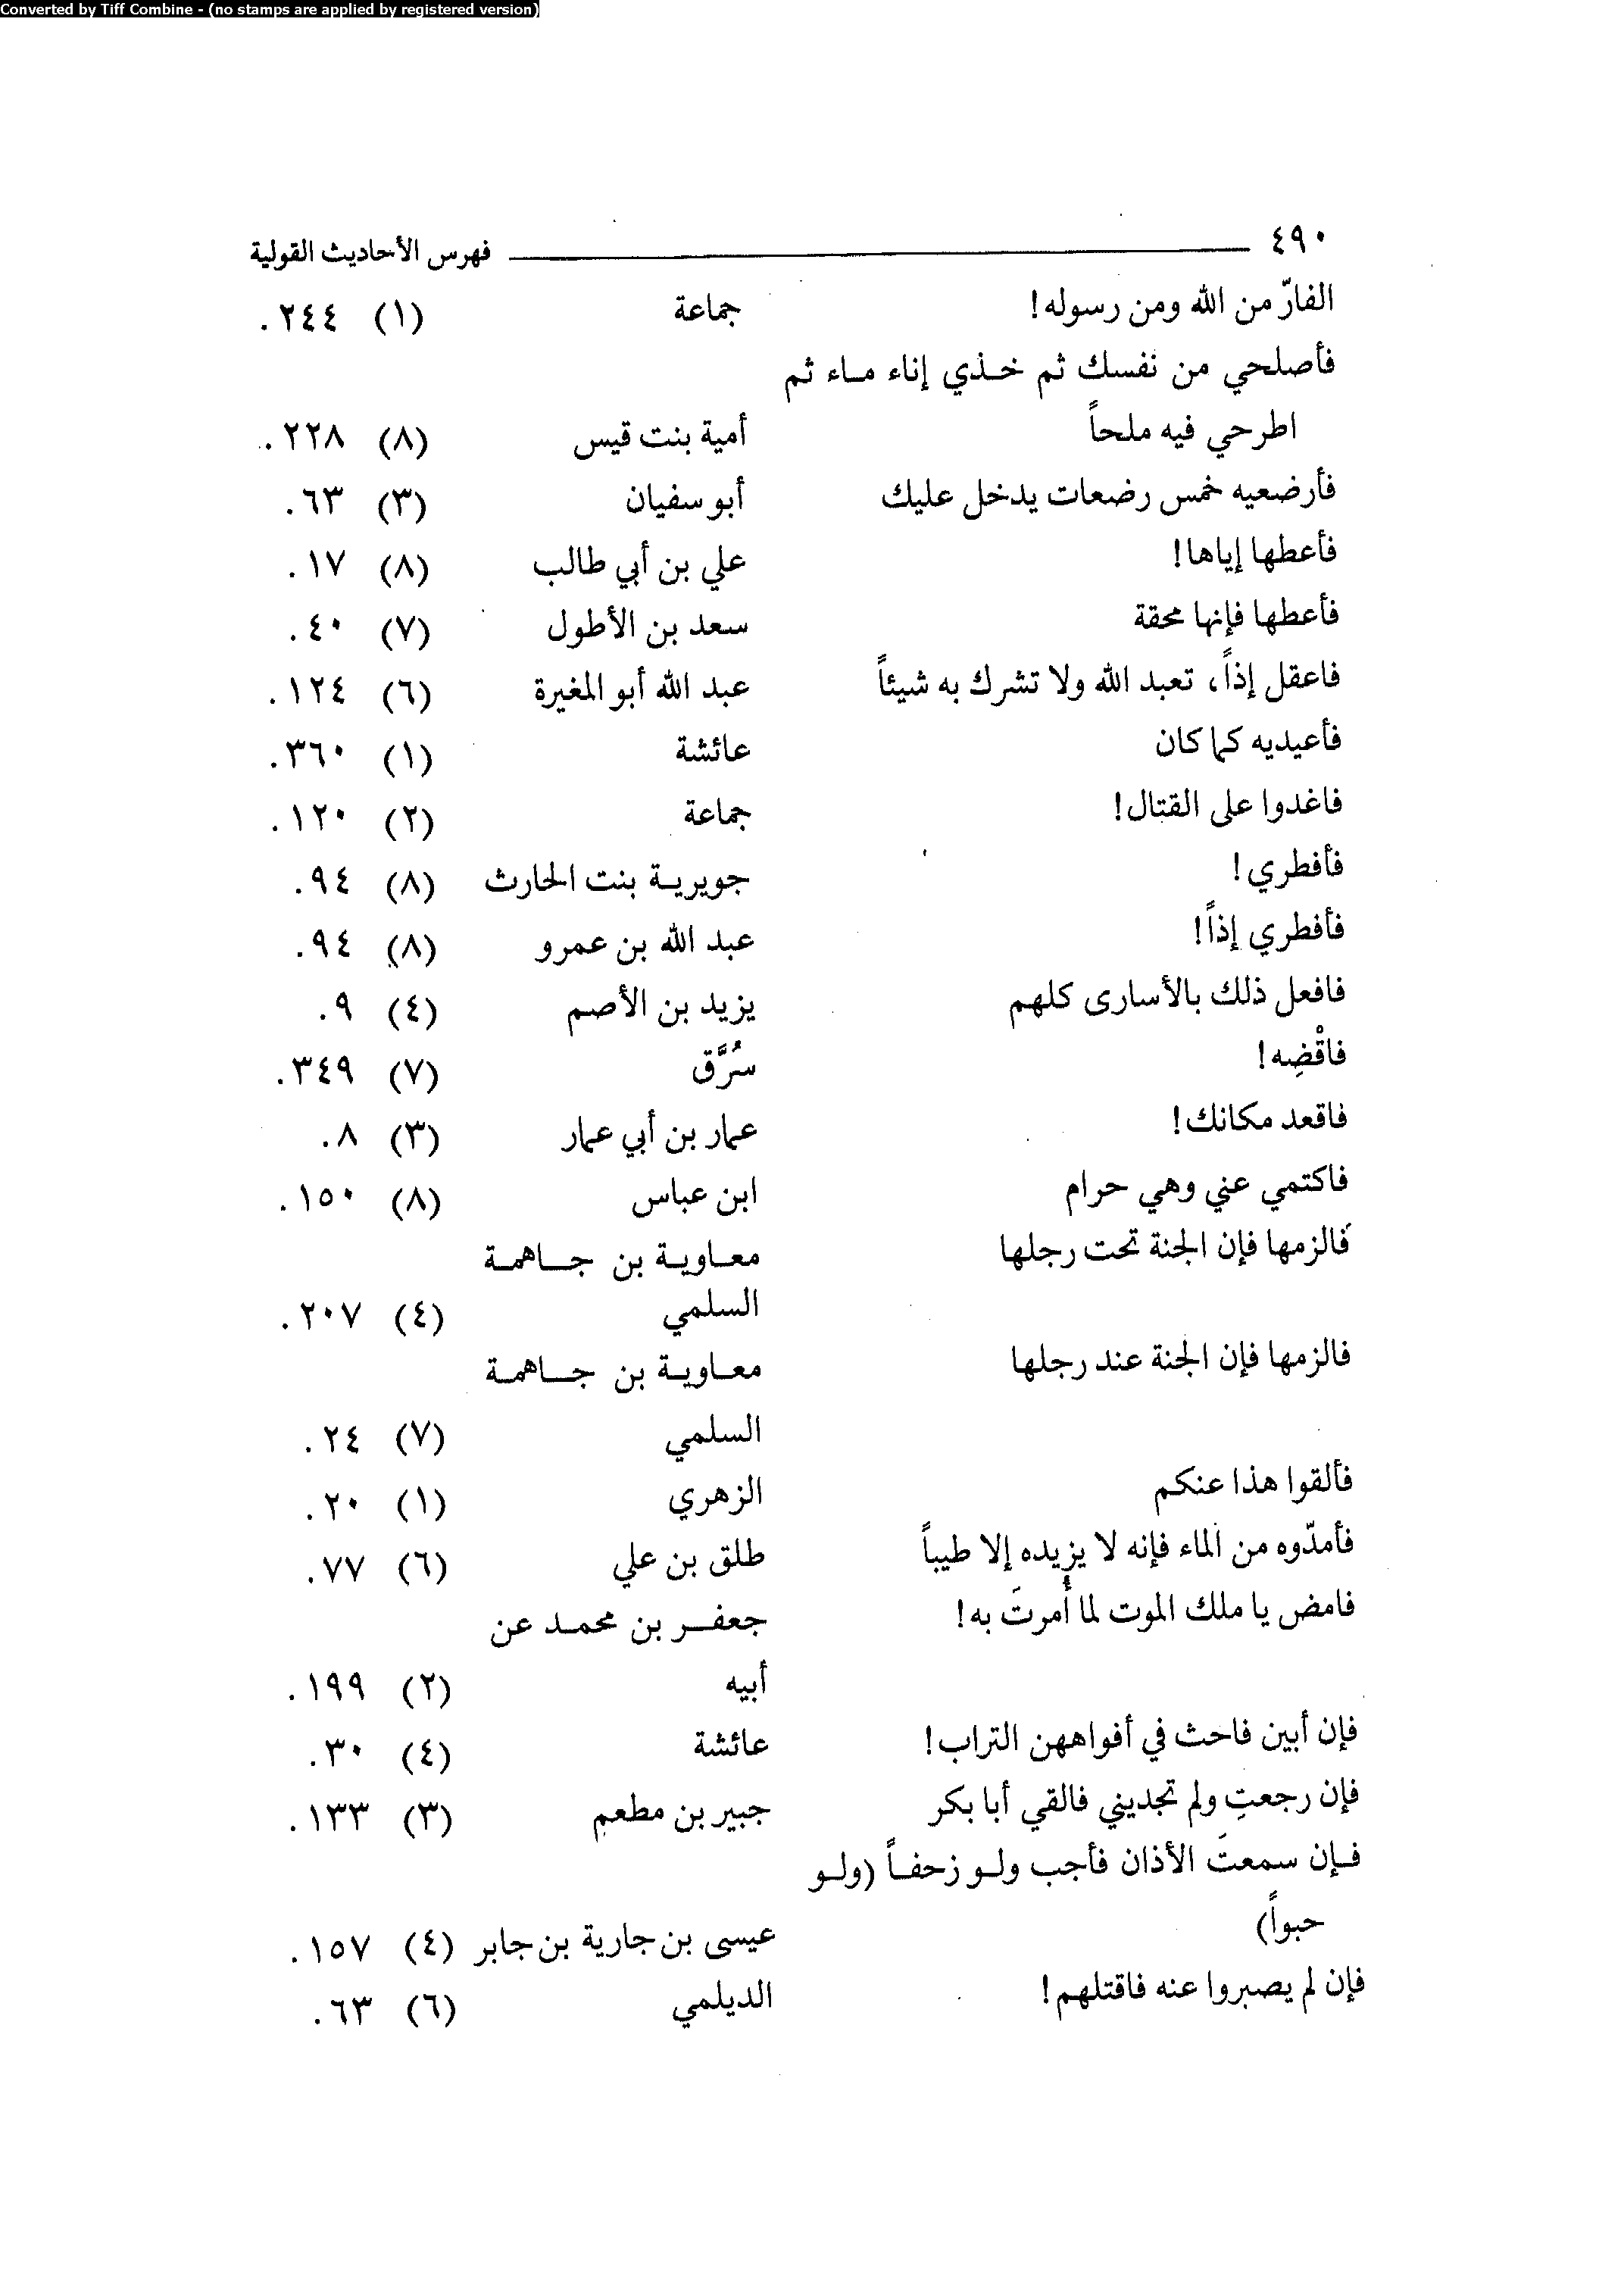 Converted by Tiff Combine - (no stamps are applied by registered version)
٤٩٠ فهرس الأحاديث القولية
الفارّ من الله ومن رسوله! جماعة (١) ٢٤٤.
فأصلحي من نفسك ثم خذي إناء ماء ثم
اطرحي فيه ملحاً أمية بنت قيس (٨) ٢٢٨.
فأرضعيه خمس رضعات يدخل عليك أبو سفيان (٣) ٦٣.
فأعطها إياها! علي بن أبي طالب (٨) ١٧.
فأعطها فإنها محقة سعد بن الأطول (٧) ٤٠.
فاعقل إذاً، تعبد الله ولا تشرك به شيئاً عبد الله أبو المغيرة (٦) ١٢٤.
فأعيديه كما كان عائشة (١) ٣٦٠.
فاغدوا على القتال! جماعة (٢) ١٢٠.
فأفطري! جويرية بنت الحارث (٨) ٩٤.
فأفطري إذاً! عبد الله بن عمرو (٨) ٩٤.
فافعل ذلك بالأسارى كلهم يزيد بن الأصم (٤) ٩.
فاقْضِه! سُرَّق (٧) ٣٤٩.
فاقعد مكانك! عمار بن أبي عمار (٣) ٨.
فاكتمي عني وهي حرام ابن عباس (٨) ١٥٠.
فالزمها فإن الجنة تحت رجلها معاوية بن جاهمة
السلمي (٤) ٢٠٧.
فالزمها فإن الجنة عند رجلها معاوية بن جاهمة
السلمي (٧) ٢٤.
فألقوا هذا عنكم الزهري (١) ٢٠.
فأمدّوه من الماء فإنه لا يزيده إلا طيباً طلق بن علي (٦) ٧٧.
فامض يا ملك الموت لما أُمرتَ به! جعفر بن محمد عن
أبيه (٢) ١٩٩.
فإن أبين فاحث في أفواههن التراب! عائشة (٤) ٣٠.
فإن رجعتِ ولم تجديني فالقي أبا بكر جبير بن مطعم (٣) ١٣٣.
فإن سمعتَ الأذان فأجب ولو زحفاً (ولو
حبواً) عيسى بن جارية بن جابر (٤) ١٥٧.
فإن لم يصبروا عنه فاقتلهم! الديلمي (٦) ٦٣.